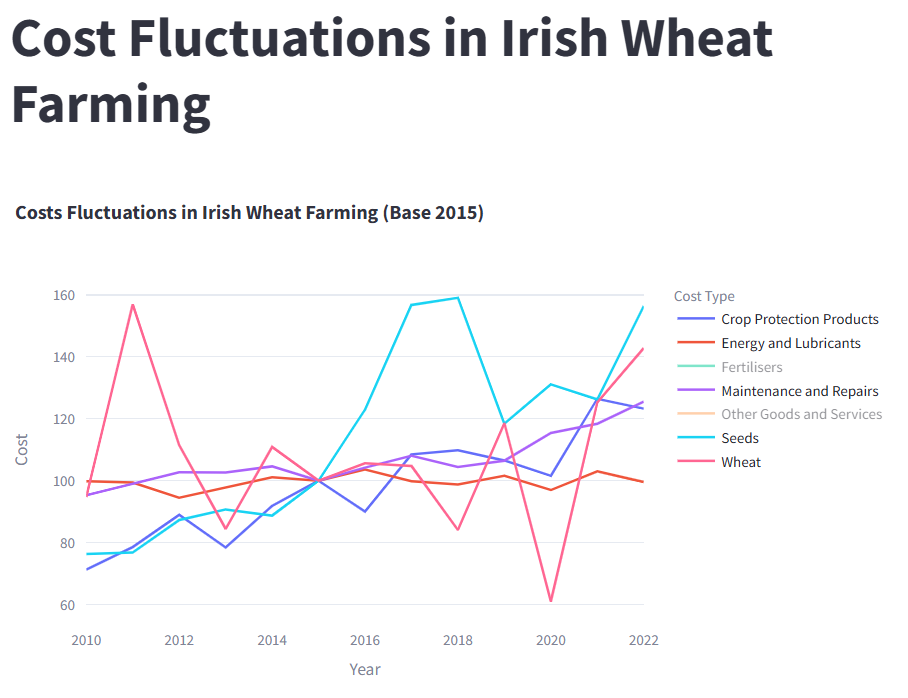 Cost Fluctuations in Irish Wheat
Farming
Costs Fluctuations in Irish Wheat Farming (Base 2015)
160
140
120
100
80
60
Cost
2010
2012
2014
2016
2018
2020
2022
Year
Cost Type
Crop Protection Products
Energy and Lubricants
Fertilisers
Maintenance and Repairs
Other Goods and Services
Seeds
Wheat